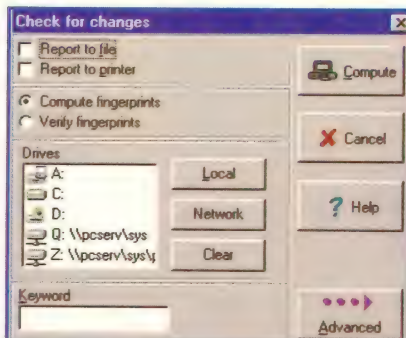 Check for changes
Report to file
Report to printer
Compute fingerprints
Verify fingerprints
Drives
A:
C:
D:
Q: \\pcserv\sys
Z: \\pcserv\sys\
Local
Network
Clear
Keyword
Compute
Cancel
? Help
Advanced